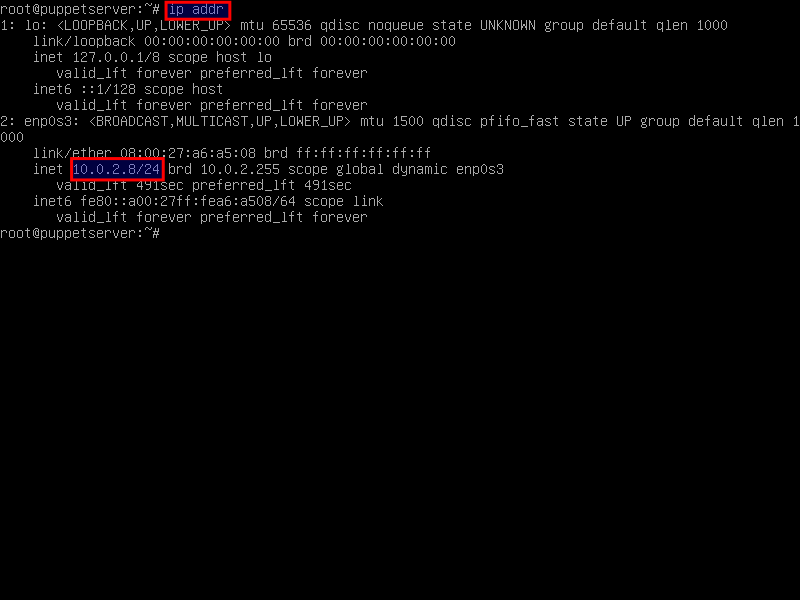 root@puppetserver:~# ip addr
1: lo: <LOOPBACK,UP,LOWER_UP> mtu 65536 qdisc noqueue state UNKNOWN group default qlen 1000
    link/loopback 00:00:00:00:00:00 brd 00:00:00:00:00:00
    inet 127.0.0.1/8 scope host lo
       valid_lft forever preferred_lft forever
    inet6 ::1/128 scope host
       valid_lft forever preferred_lft forever
2: enp0s3: <BROADCAST,MULTICAST,UP,LOWER_UP> mtu 1500 qdisc pfifo_fast state UP group default qlen 1
000
    link/ether 08:00:27:a6:a5:08 brd ff:ff:ff:ff:ff:ff
    inet 10.0.2.8/24 brd 10.0.2.255 scope global dynamic enp0s3
       valid_lft 491sec preferred_lft 491sec
    inet6 fe80::a00:27ff:fea6:a508/64 scope link
       valid_lft forever preferred_lft forever
root@puppetserver:~#